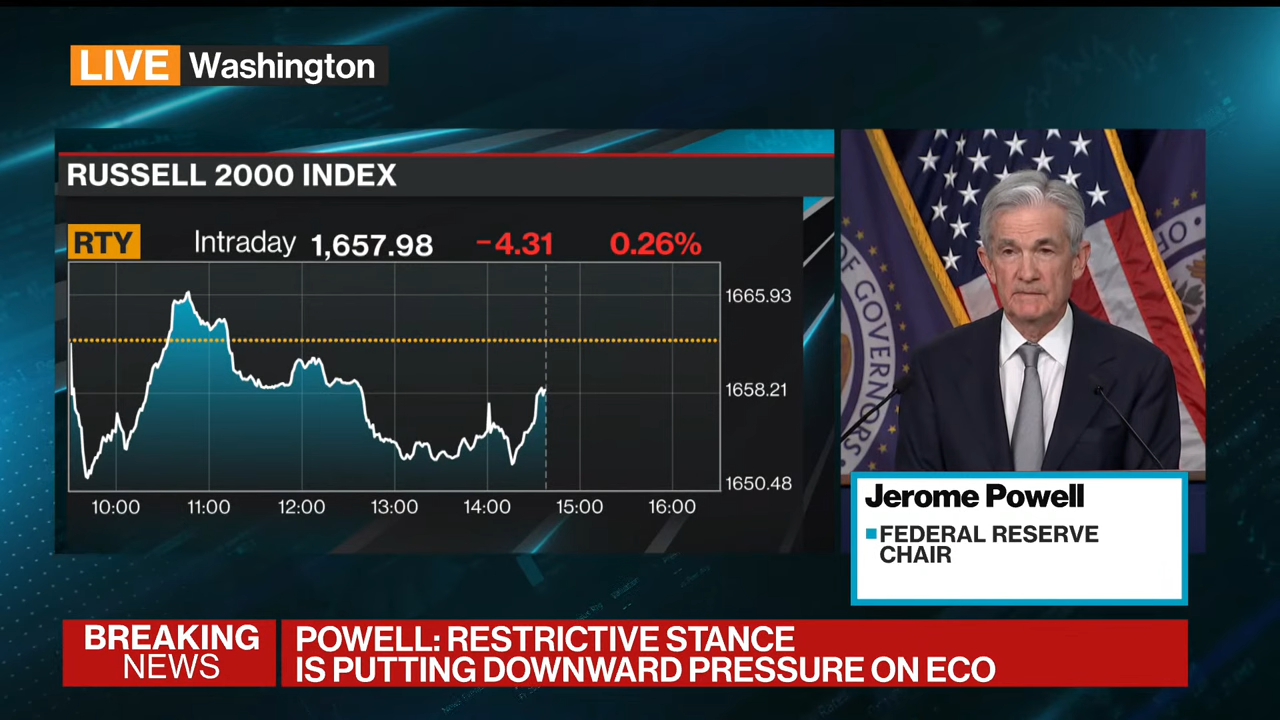 LIVE Washington
RUSSELL 2000 INDEX
RTY Intraday 1,657.98 -4.31 0.26%
1665.93
1658.21
1650.48
10:00 11:00 12:00 13:00 14:00 15:00 16:00
OF GOVERNORS
Jerome Powell
FEDERAL RESERVE
CHAIR
BREAKING
NEWS
POWELL: RESTRICTIVE STANCE
IS PUTTING DOWNWARD PRESSURE ON ECO